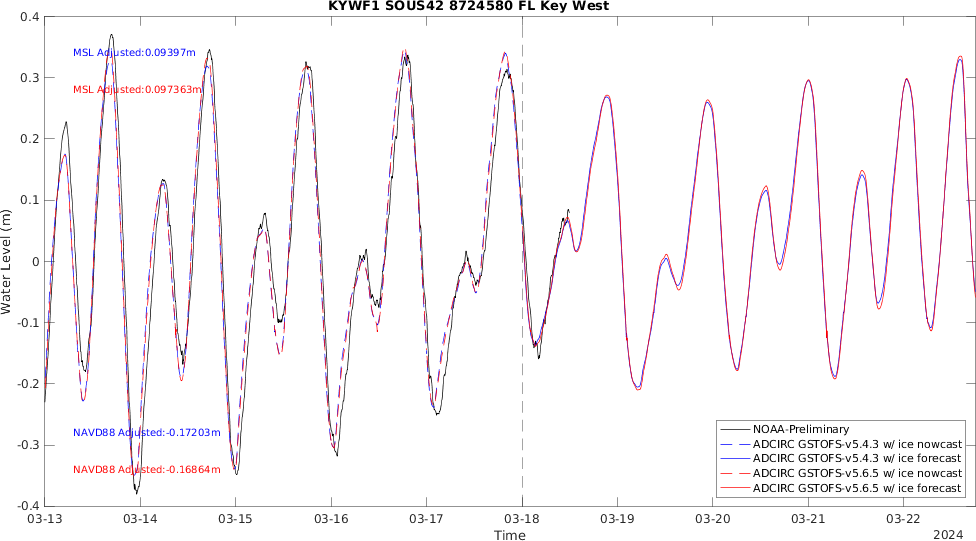 KYWF1 SOUS42 8724580 FL Key West
0.4
0.3
0.2
0.1
0
-0.1
-0.2
-0.3
-0.4
Water Level (m)
MSL Adjusted:0.09397m
MSL Adjusted:0.097363m
NAVD88 Adjusted:-0.17203m
NAVD88 Adjusted:-0.16864m
NOAA-Preliminary
ADCIRC GSTOFS-v5.4.3 w/ ice nowcast
ADCIRC GSTOFS-v5.4.3 w/ ice forecast
ADCIRC GSTOFS-v5.6.5 w/ ice nowcast
ADCIRC GSTOFS-v5.6.5 w/ ice forecast
03-13 03-14 03-15 03-16 03-17 03-18 03-19 03-20 03-21 03-22
Time
2024